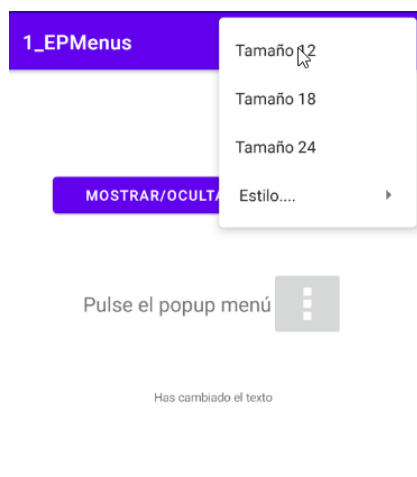 1_EPMenus
Tamaño 12
Tamaño 18
Tamaño 24
MOSTRAR/OCULTA
Estilo....
Pulse el popup menú
Has cambiado el texto